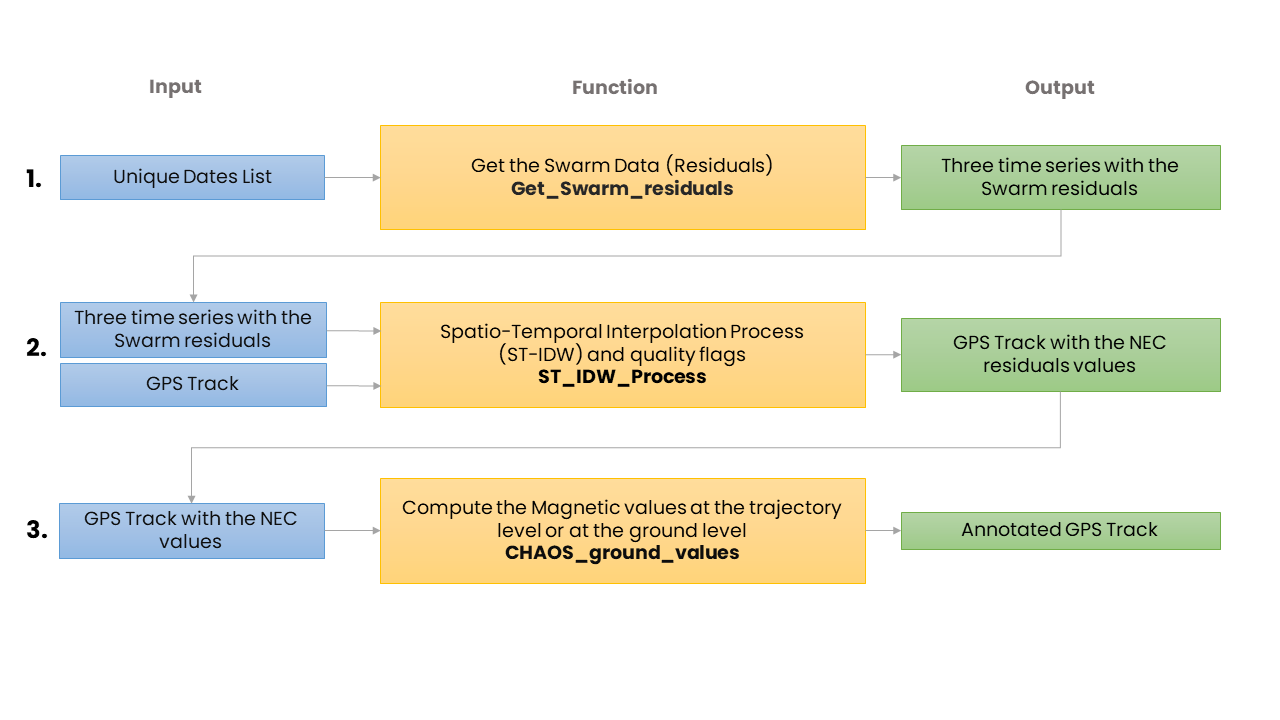 Input
Function
Output
1.
Unique Dates List
Get the Swarm Data (Residuals)
Get_Swarm_residuals
Three time series with the
Swarm residuals
2.
Three time series with the
Swarm residuals
GPS Track
Spatio-Temporal Interpolation Process
(ST-IDW) and quality flags
ST_IDW_Process
GPS Track with the NEC
residuals values
3.
GPS Track with the NEC
values
Compute the Magnetic values at the trajectory
level or at the ground level
CHAOS_ground_values
Annotated GPS Track